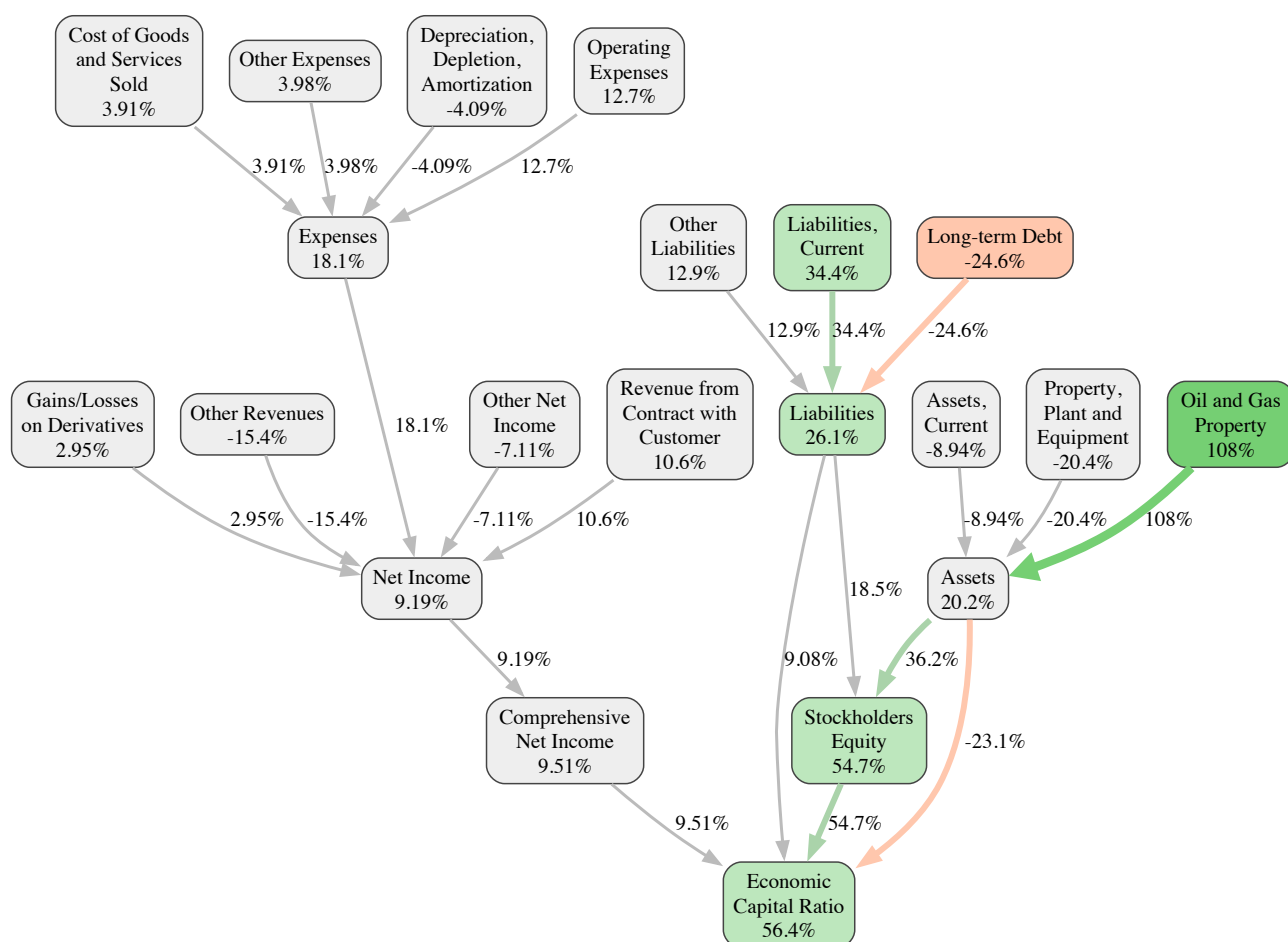 Cost of Goods
and Services
Sold
3.91%
Other Expenses
3.98%
Depreciation,
Depletion,
Amortization
-4.09%
Operating
Expenses
12.7%
3.91%
3.98%
-4.09%
12.7%
Expenses
18.1%
Other
Liabilities
12.9%
Liabilities,
Current
34.4%
Long-term Debt
-24.6%
12.9%
34.4%
-24.6%
Gains/Losses
on Derivatives
2.95%
Other Revenues
-15.4%
18.1%
Other Net
Income
-7.11%
Revenue from
Contract with
Customer
10.6%
Liabilities
26.1%
Assets,
Current
-8.94%
Property,
Plant and
Equipment
-20.4%
Oil and Gas
Property
108%
2.95%
-15.4%
-7.11%
10.6%
-8.94%
-20.4%
108%
Net Income
9.19%
18.5%
Assets
20.2%
9.19%
9.08%
36.2%
Comprehensive
Net Income
9.51%
Stockholders
Equity
54.7%
-23.1%
9.51%
54.7%
Economic
Capital Ratio
56.4%